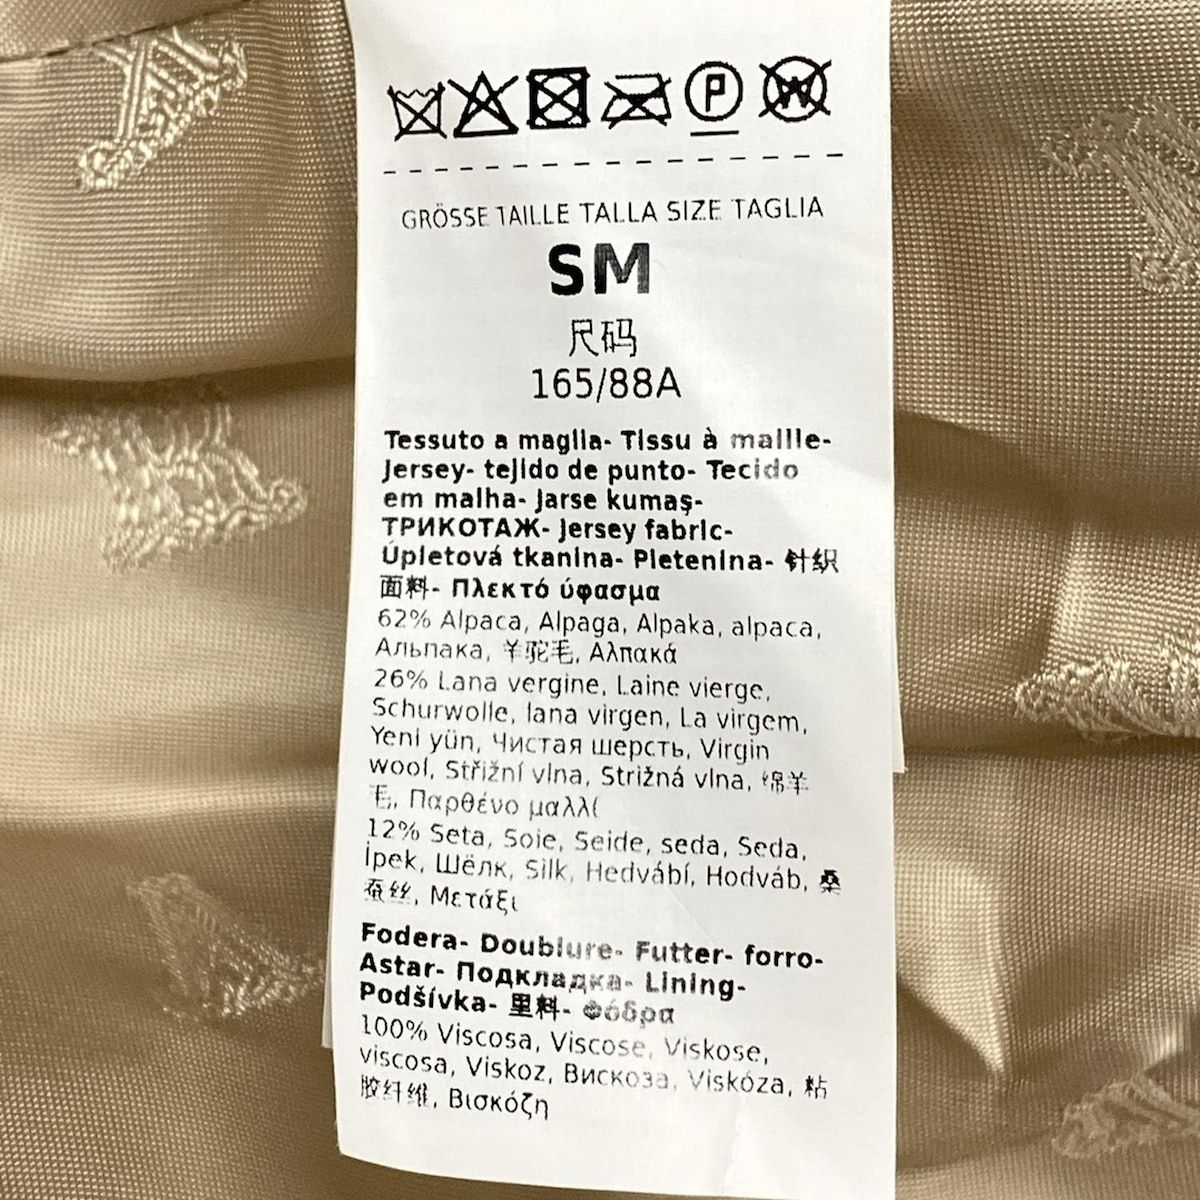 P W
GRÖSSE TAILLE TALLA SIZE TAGLIA
SM
尺码
165/88A
Tessuto a maglia- Tissu à maille-
Jersey- tejido de punto- Tecido
em malha- Jarse kumaş-
ТРИКОТАЖ- Jersey fabric-
Úpletová tkanina- Pletenina- 针织
面料- Πλεκτό ύφασμα
62% Alpaca, Alpaga, Alpaka, alpaca,
Альпака, 羊驼毛, Αλπακά
26% Lana vergine, Laine vierge,
Schurwolle, lana virgen, La virgem,
Yeni yün, Чистая шерсть, Virgin
wool, Střižní vlna, Strižná vlna, 绵羊
毛, Παρθένο μαλλί
12% Seta, Soie, Seide, seda, Seda,
İpek, Шёлк, Silk, Hedvábí, Hodváb, 桑
蚕丝, Μετάξι
Fodera- Doublure- Futter- forro-
Astar- Подкладка- Lining-
Podšívka- 里料- Φόδρα
100% Viscosa, Viscose, Viskose,
viscosa, Viskoz, Вискоза, Viskóza, 粘
胶纤维, Βισκόζη